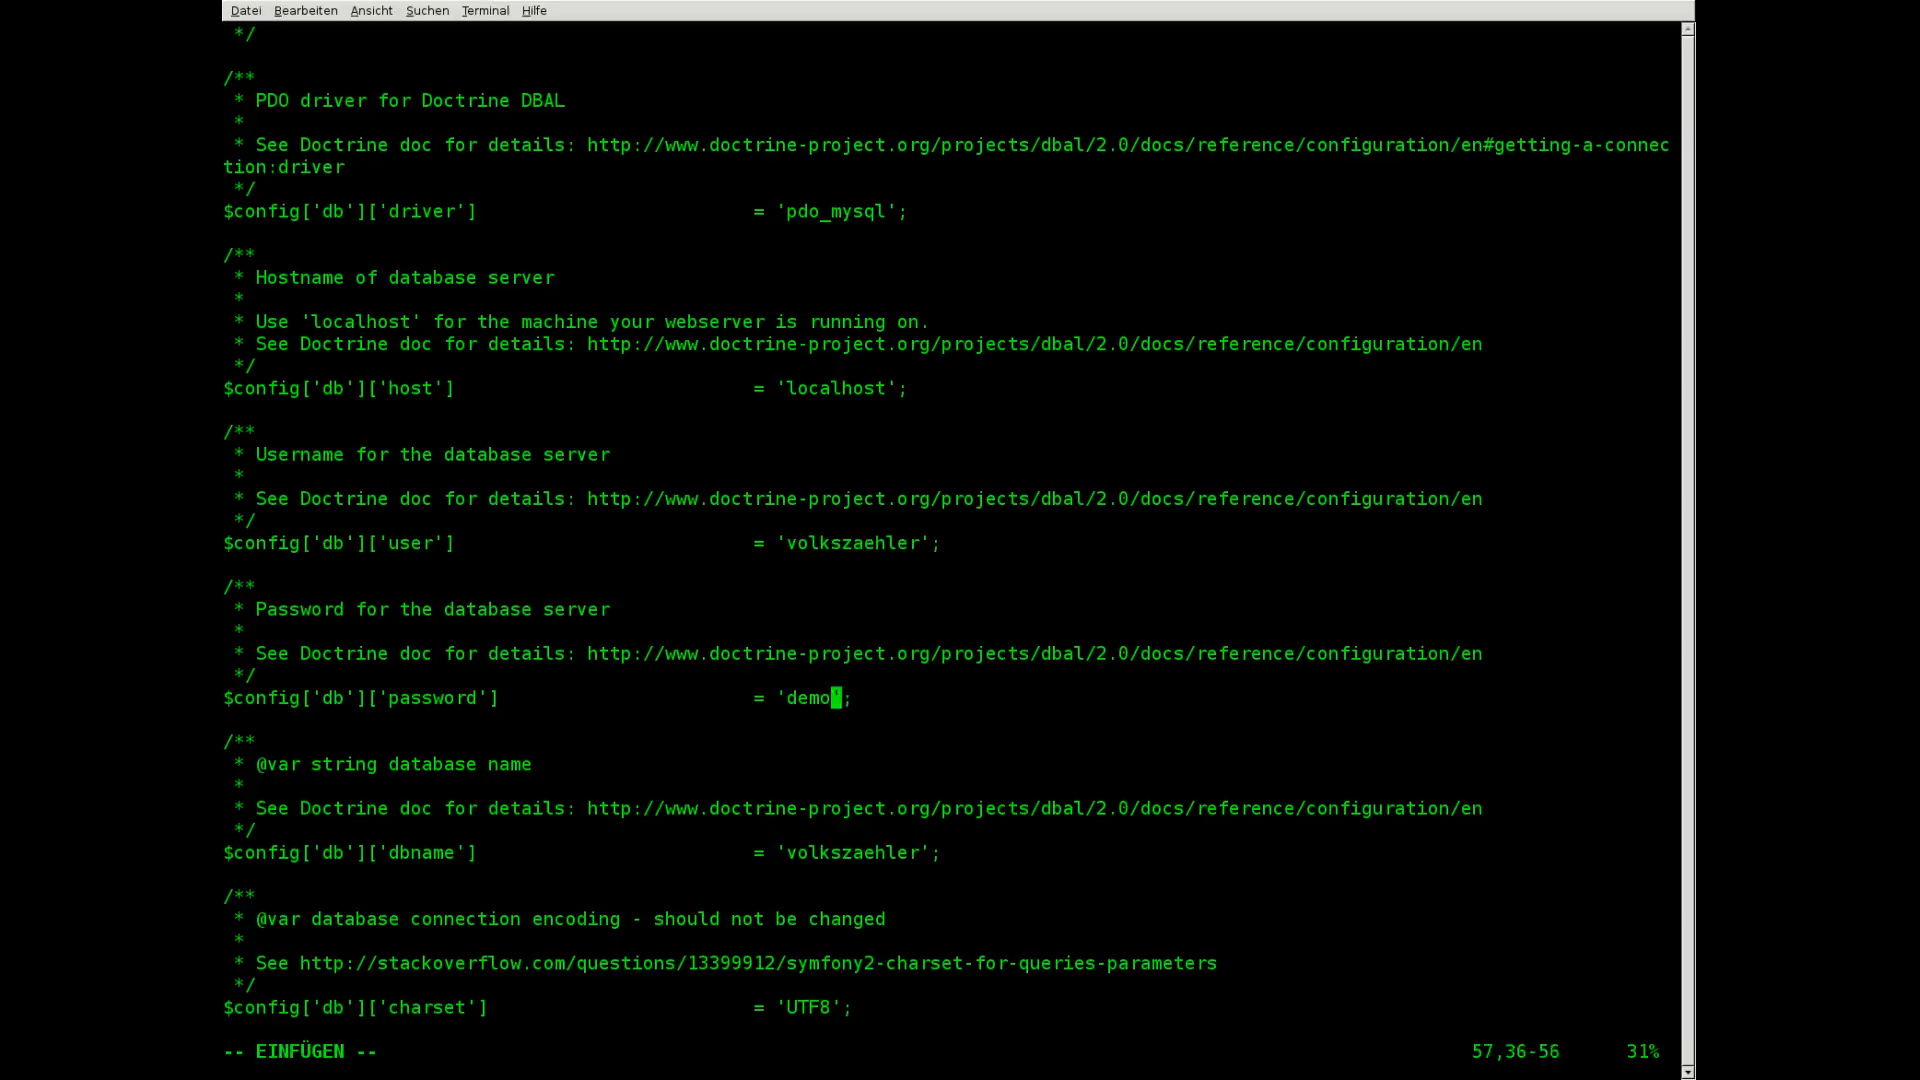 Datei Bearbeiten Ansicht Suchen Terminal Hilfe
 */

/**
 * PDO driver for Doctrine DBAL
 *
 * See Doctrine doc for details: http://www.doctrine-project.org/projects/dbal/2.0/docs/reference/configuration/en#getting-a-connec
tion:driver
 */
$config['db']['driver']                         = 'pdo_mysql';

/**
 * Hostname of database server
 *
 * Use 'localhost' for the machine your webserver is running on.
 * See Doctrine doc for details: http://www.doctrine-project.org/projects/dbal/2.0/docs/reference/configuration/en
 */
$config['db']['host']                           = 'localhost';

/**
 * Username for the database server
 *
 * See Doctrine doc for details: http://www.doctrine-project.org/projects/dbal/2.0/docs/reference/configuration/en
 */
$config['db']['user']                           = 'volkszaehler';

/**
 * Password for the database server
 *
 * See Doctrine doc for details: http://www.doctrine-project.org/projects/dbal/2.0/docs/reference/configuration/en
 */
$config['db']['password']                       = 'demo';

/**
 * @var string database name
 *
 * See Doctrine doc for details: http://www.doctrine-project.org/projects/dbal/2.0/docs/reference/configuration/en
 */
$config['db']['dbname']                         = 'volkszaehler';

/**
 * @var database connection encoding - should not be changed
 *
 * See http://stackoverflow.com/questions/13399912/symfony2-charset-for-queries-parameters
 */
$config['db']['charset']                        = 'UTF8';

-- EINFÜGEN -- 57,36-56 31%